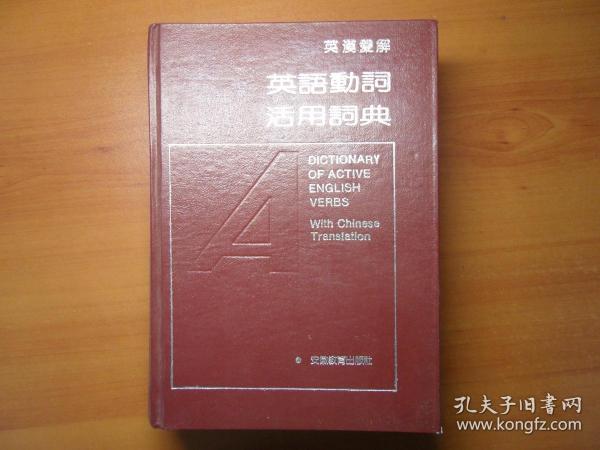 英漢雙解
英語動詞
活用詞典
A DICTIONARY
OF ACTIVE
ENGLISH
VERBS
With Chinese
Translation
安徽教育出版社
孔夫子旧书网
www.kongfz.com